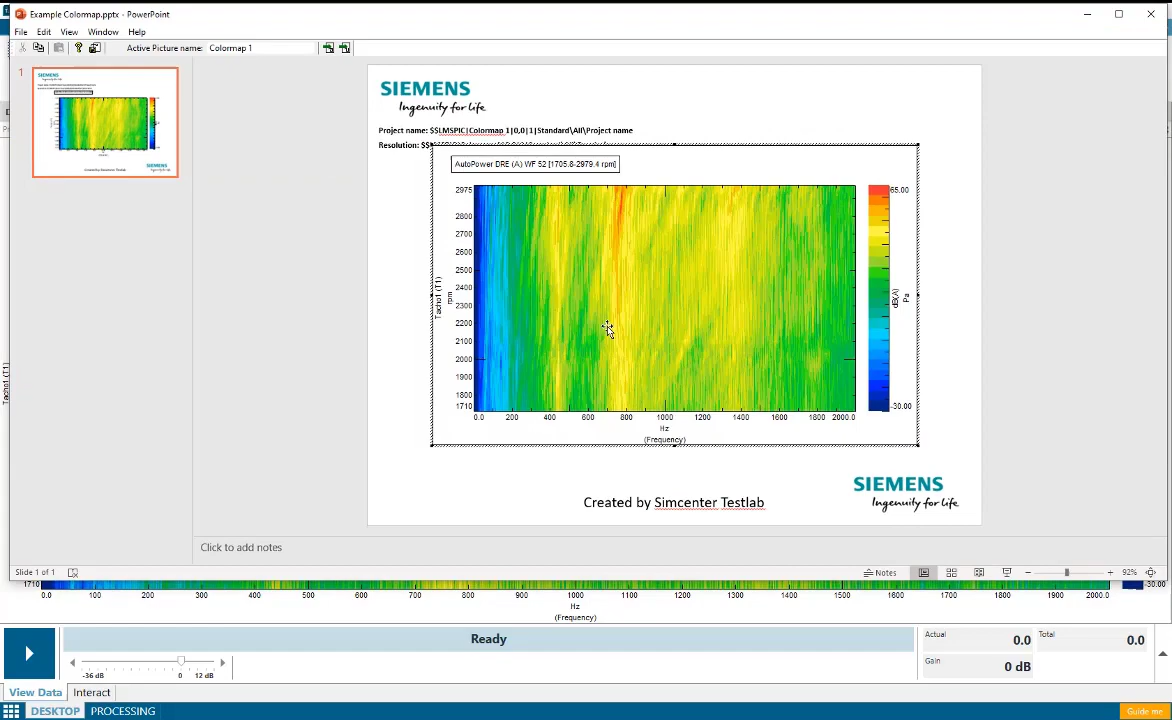 Example Colormap.pptx - PowerPoint
File Edit View Window Help
Active Picture name: Colormap 1
1
SIEMENS
Ingenuity for life
Project name: $$LMSPIC|Colormap 1|0,0|1|Standard\All\Project name
Resolution:
AutoPower DRE (A) WF 52 [1705.8-2979.4 rpm]
2975
2800
2700
2600
2500
2400
2300
2200
2100
2000
1900
1800
1710
Tacho1 (T1)
rpm
0.0 200 400 600 800 1000 1200 1400 1600 1800 2000.0
Hz
(Frequency)
65.00
-30.00
dB(A)
Pa
SIEMENS
Ingenuity for life
Created by Simcenter Testlab
Click to add notes
Slide 1 of 1
Notes
92%
Tacho1 (T1)
1710
-30.00
0.0 100 200 300 400 500 600 700 800 900 1000 1100 1200 1300 1400 1500 1600 1700 1800 1900 2000.0
Hz
(Frequency)
Ready
-36 dB 0 12 dB
Actual 0.0 Total 0.0
Gain 0 dB
View Data Interact
DESKTOP PROCESSING
Guide me